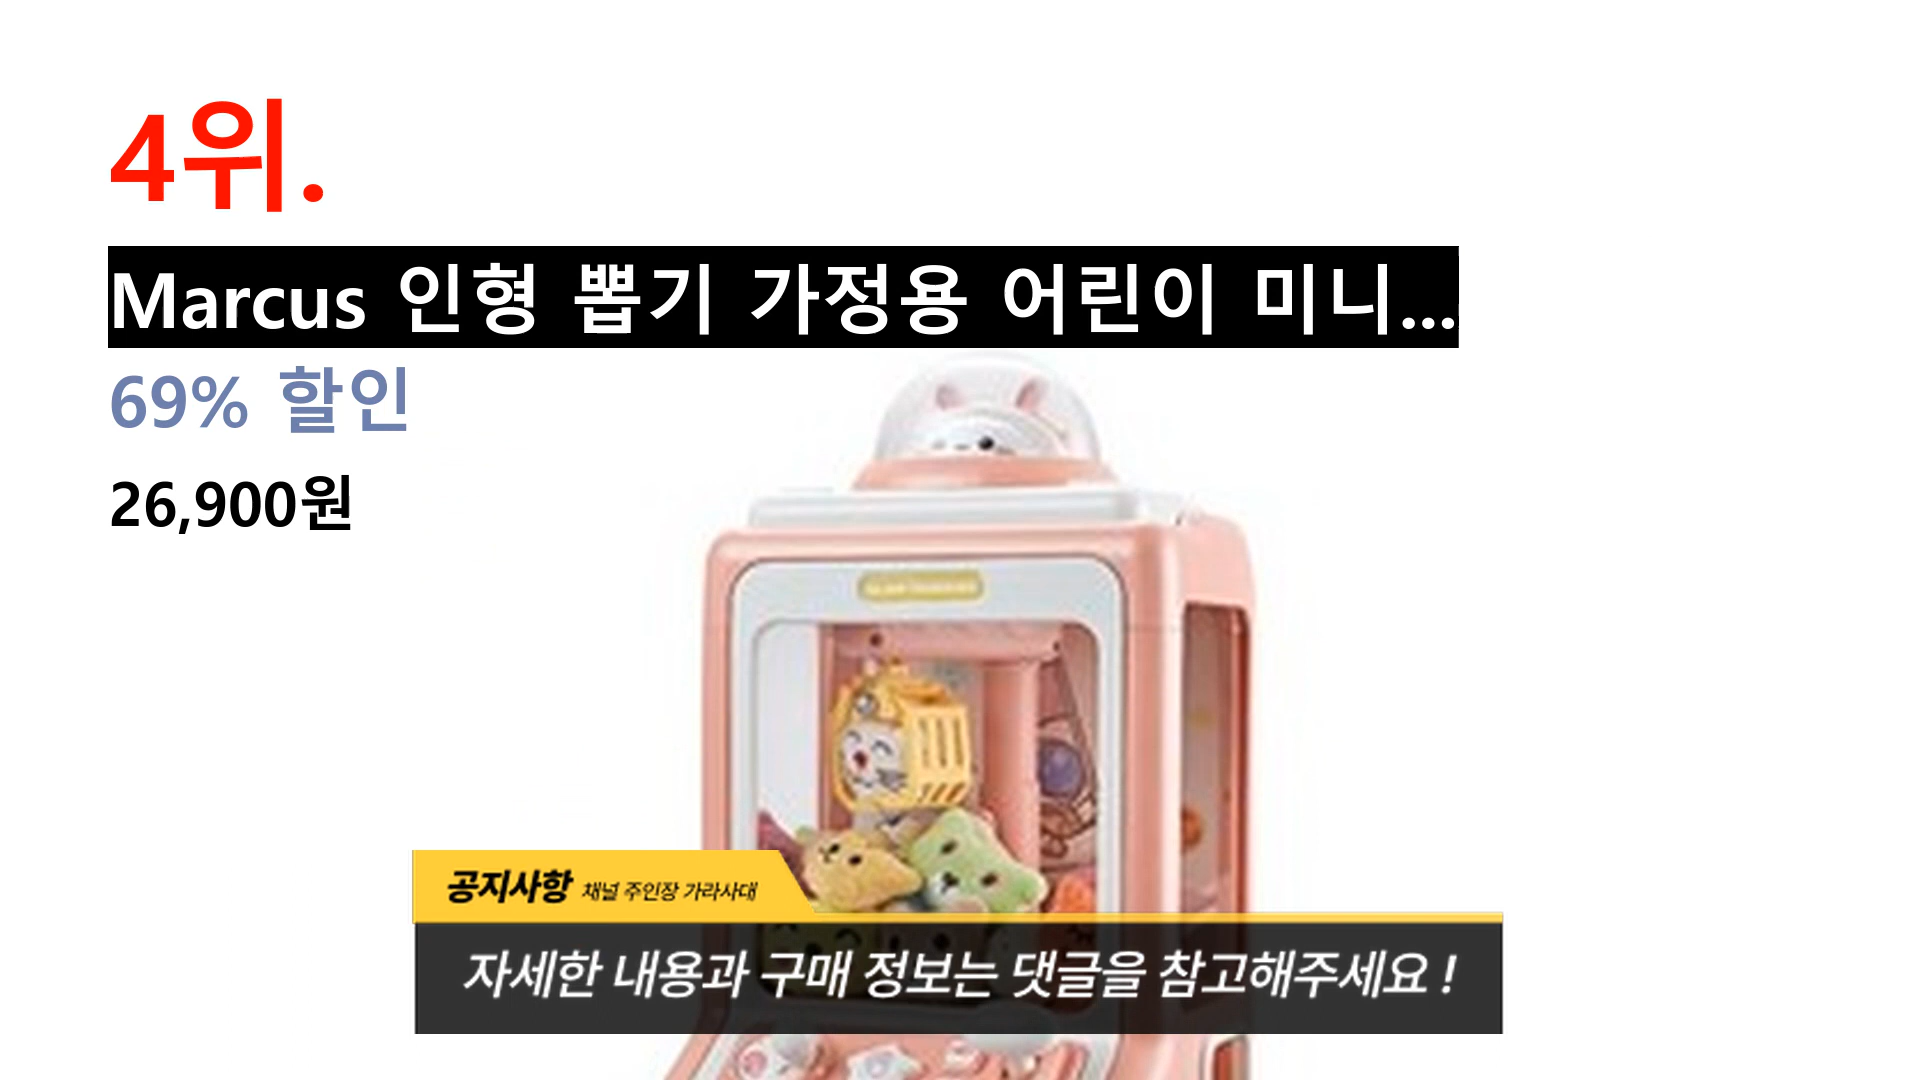 4위.
Marcus 인형 뽑기 가정용 어린이 미니...
69% 할인
26,900원
공지사항 채널 주인장 가라사대
자세한 내용과 구매 정보는 댓글을 참고해주세요 !